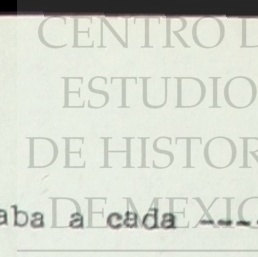 CENTRO D
ESTUDIO
DE HISTOR
DE MEXIC
aba a cada ----